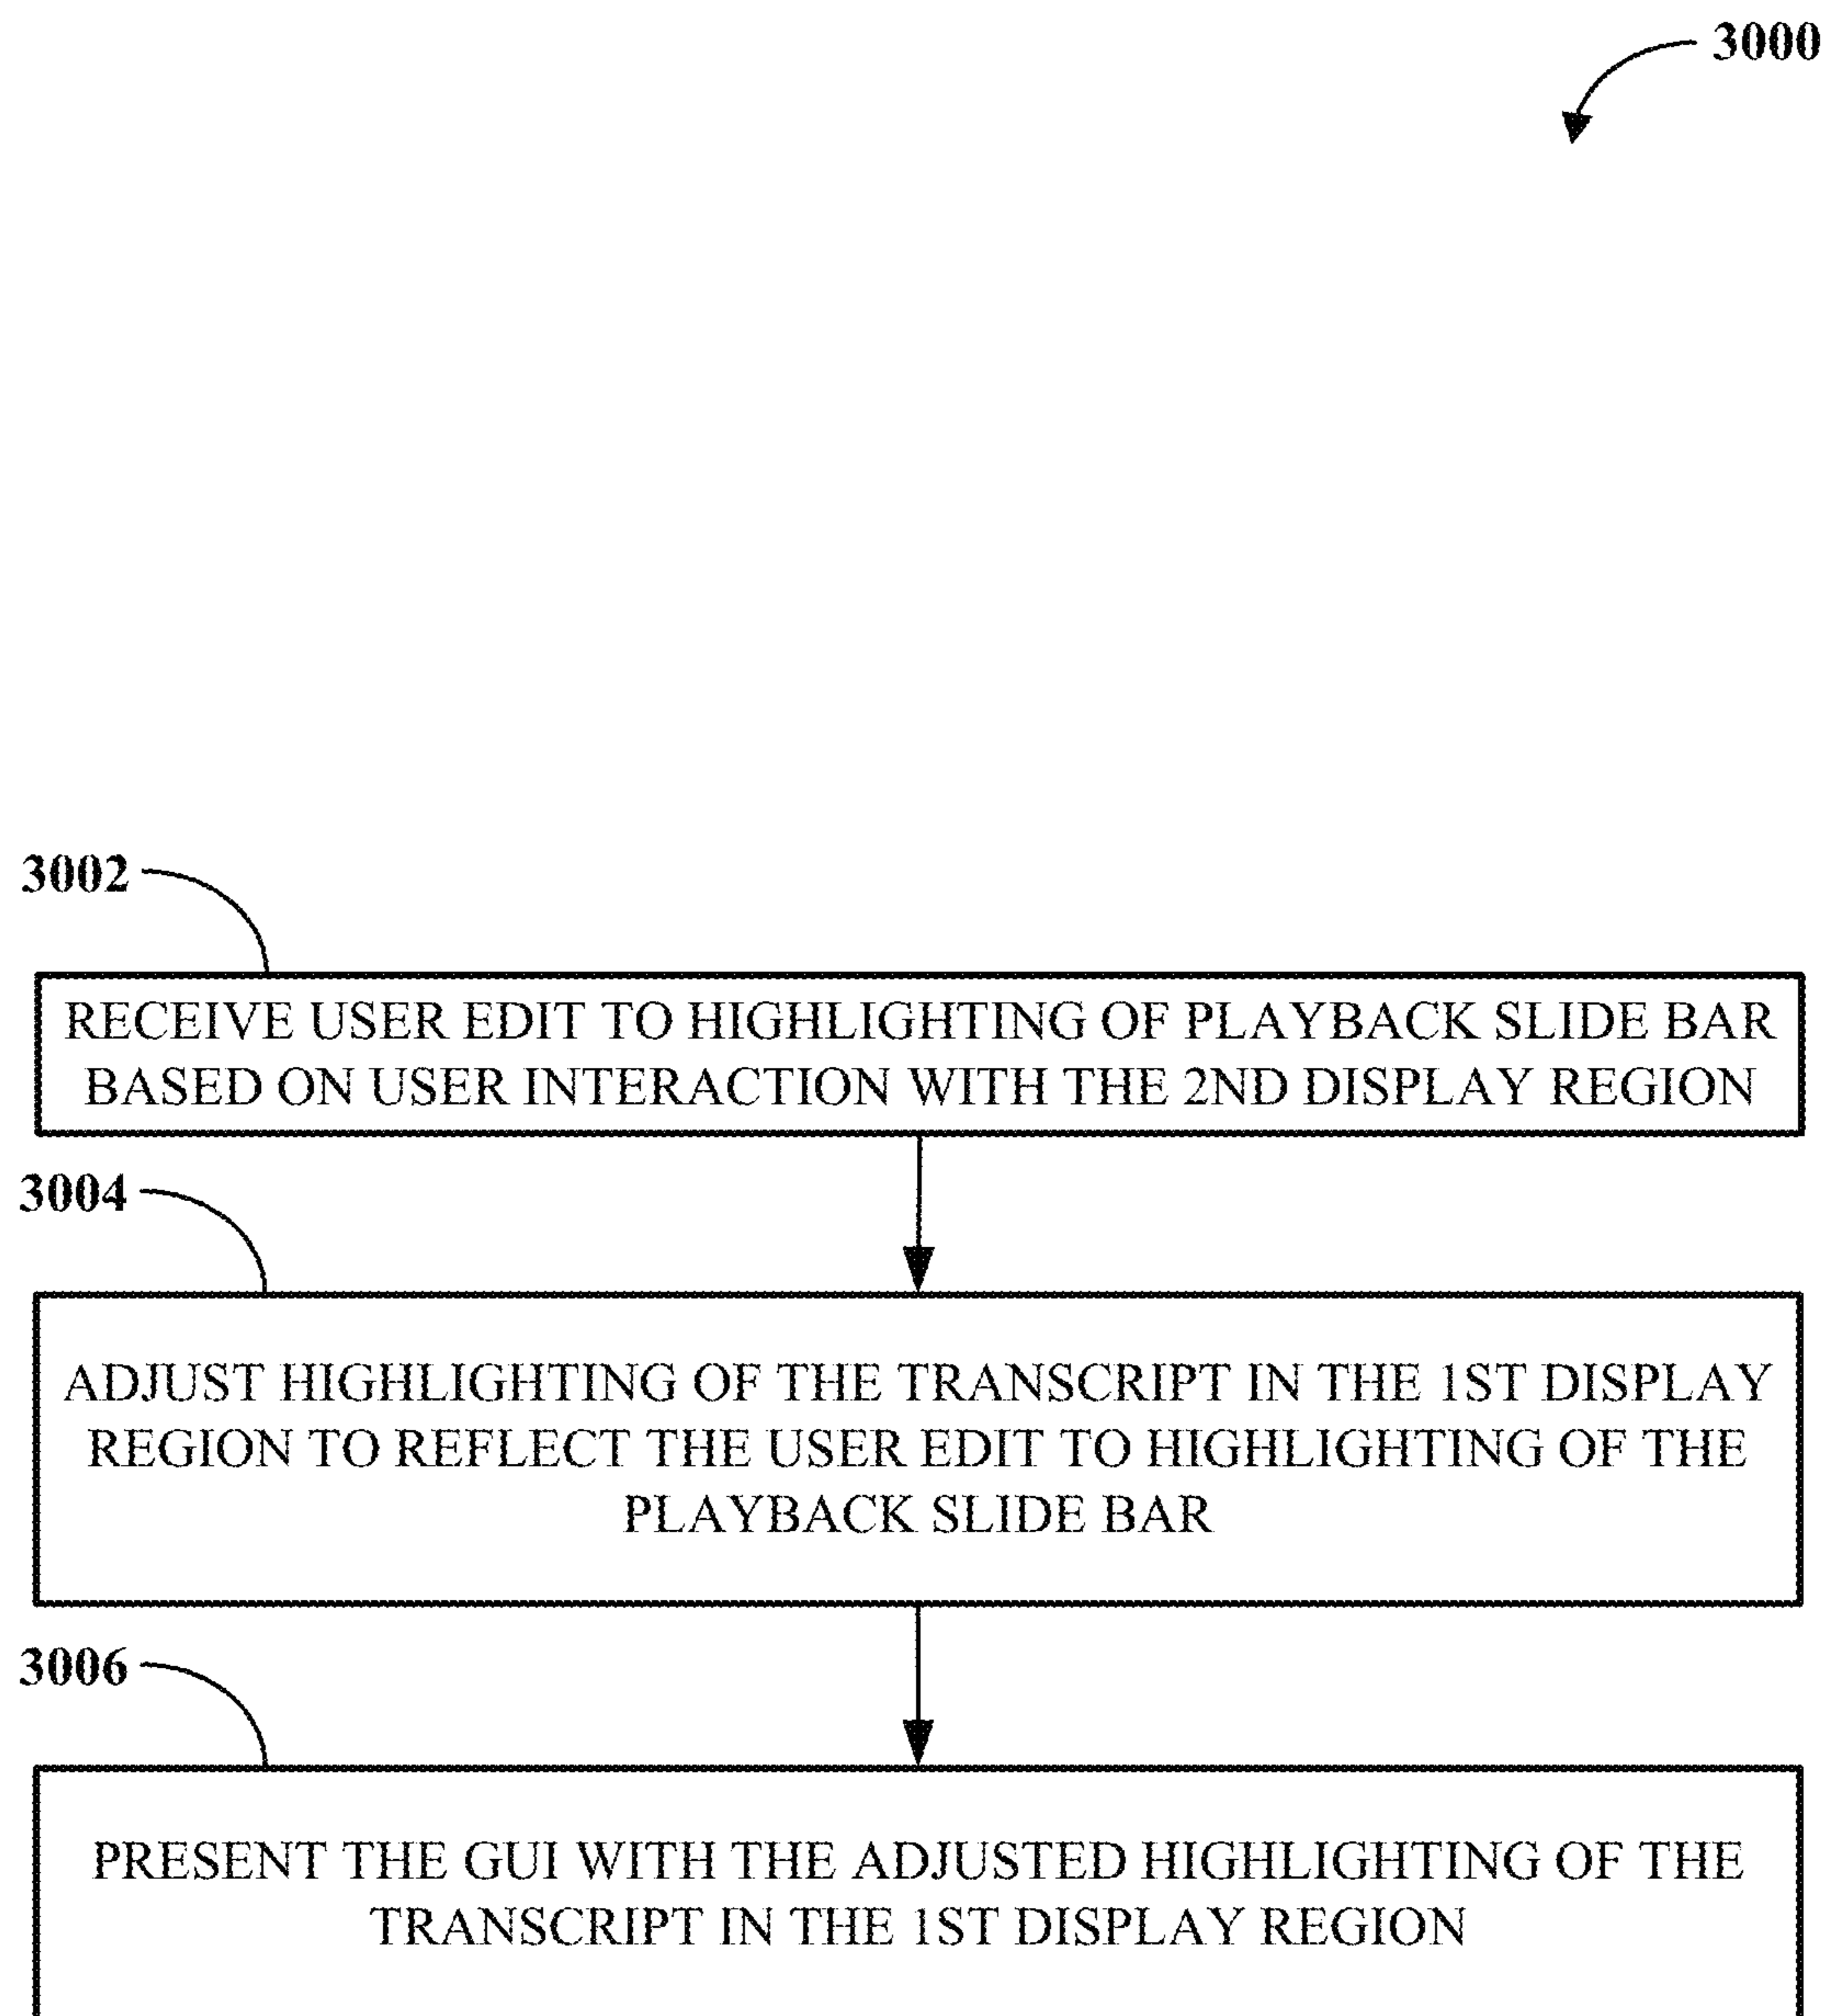 3000
3002
RECEIVE USER EDIT TO HIGHLIGHTING OF PLAYBACK SLIDE BAR
BASED ON USER INTERACTION WITH THE 2ND DISPLAY REGION
3004
ADJUST HIGHLIGHTING OF THE TRANSCRIPT IN THE 1ST DISPLAY
REGION TO REFLECT THE USER EDIT TO HIGHLIGHTING OF THE
PLAYBACK SLIDE BAR
3006
PRESENT THE GUI WITH THE ADJUSTED HIGHLIGHTING OF THE
TRANSCRIPT IN THE 1ST DISPLAY REGION